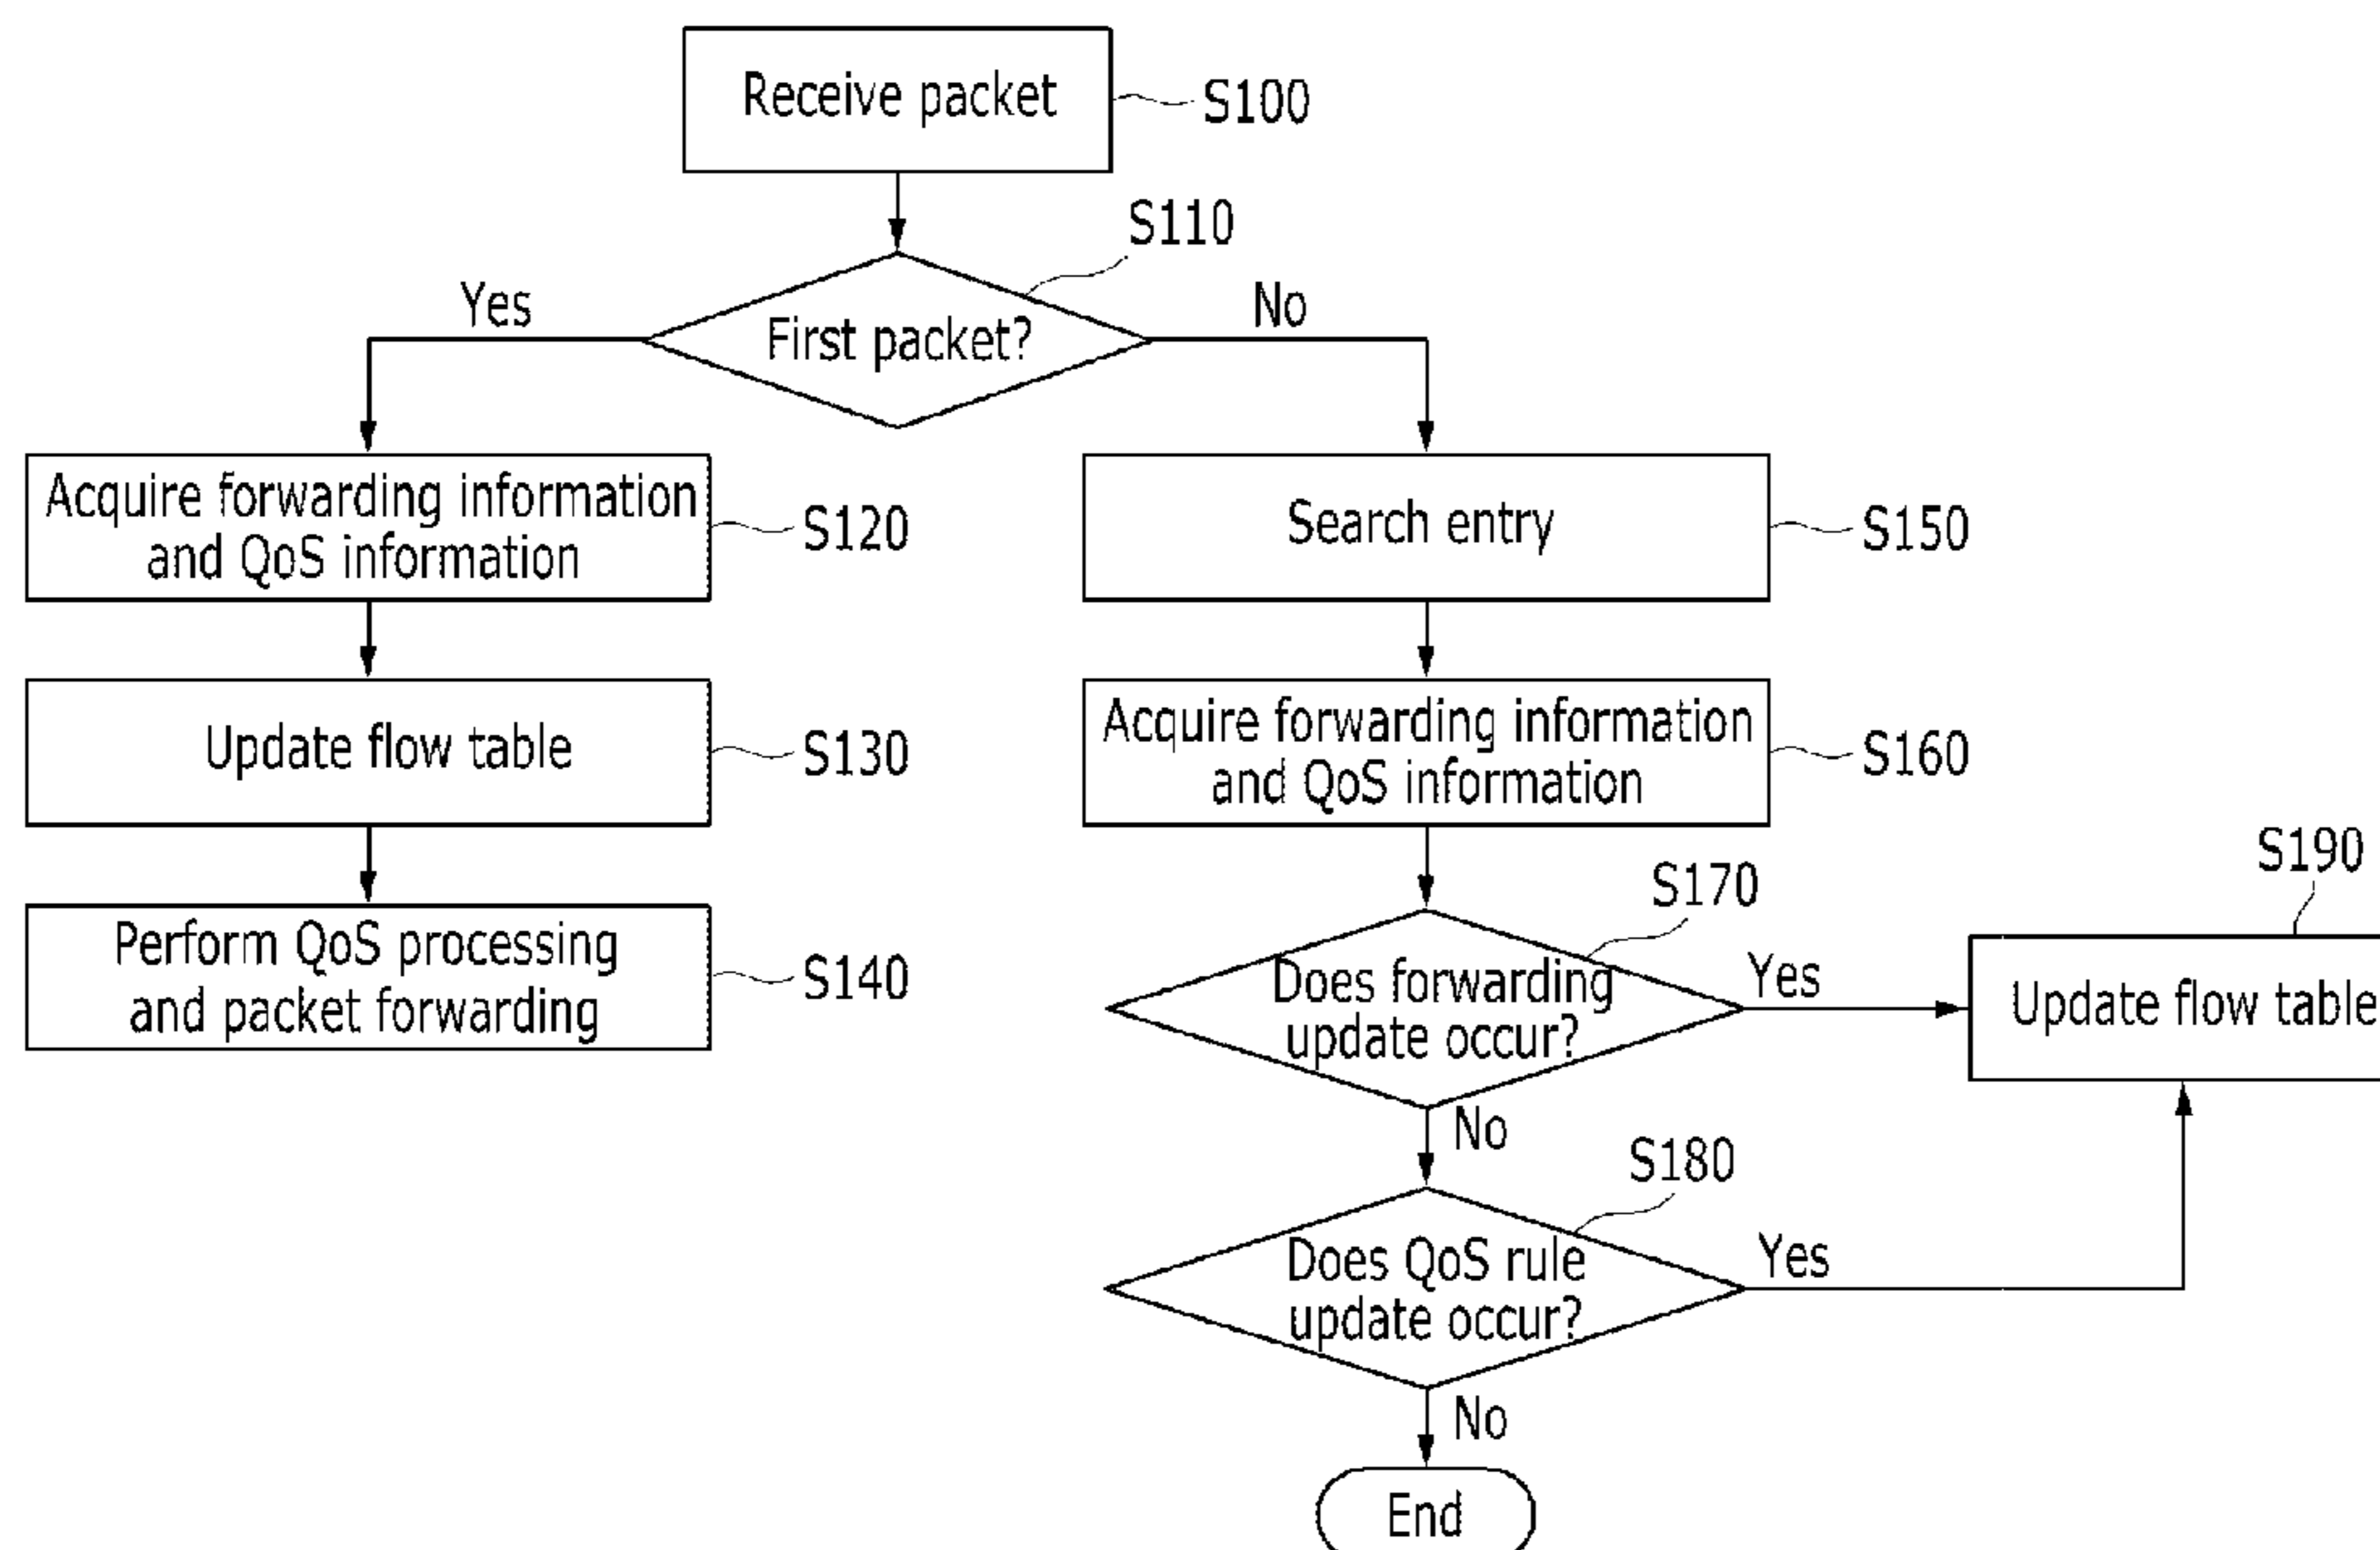 Receive packet
S100
S110
Yes
First packet?
No
Acquire forwarding information
and QoS information
S120
Search entry
S150
Update flow table
S130
Acquire forwarding information
and QoS information
S160
Perform QoS processing
and packet forwarding
S140
S170
Does forwarding
update occur?
Yes
S190
Update flow table
No
S180
Does QoS rule
update occur?
Yes
No
End